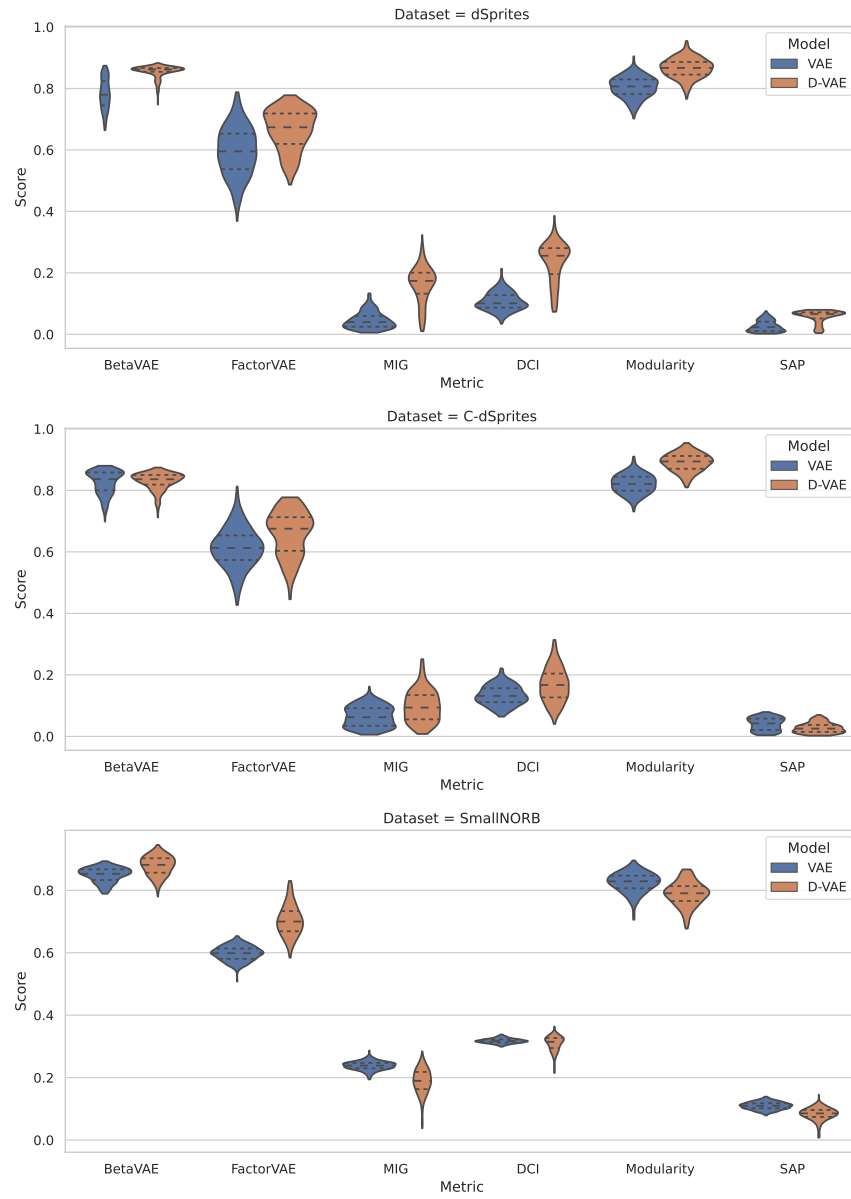 Dataset = dSprites
1.0
0.8
0.6
0.4
0.2
0.0
Score
Model
VAE
D-VAE
BetaVAE FactorVAE MIG DCI Modularity SAP
Metric
Dataset = C-dSprites
1.0
0.8
0.6
0.4
0.2
0.0
Score
Model
VAE
D-VAE
BetaVAE FactorVAE MIG DCI Modularity SAP
Metric
Dataset = SmallNORB
0.8
0.6
0.4
0.2
0.0
Score
Model
VAE
D-VAE
BetaVAE FactorVAE MIG DCI Modularity SAP
Metric